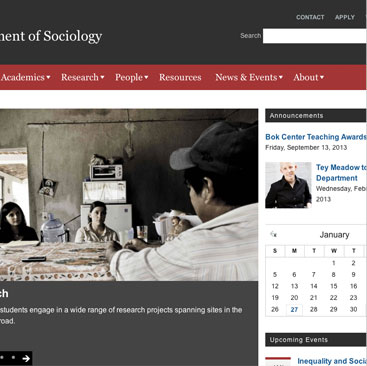 CONTACT APPLY
nent of Sociology
Search
Academics Research People Resources News & Events About
Announcements
Bok Center Teaching Awards
Friday, September 13, 2013
Tey Meadow to
Department
Wednesday, Feb
2013
« January
S M T W T
1 2
5 6 7 8 9
12 13 14 15 16
19 20 21 22 23
26 27 28 29 30
ch
students engage in a wide range of research projects spanning sites in the
road.
Upcoming Events
Inequality and Socia